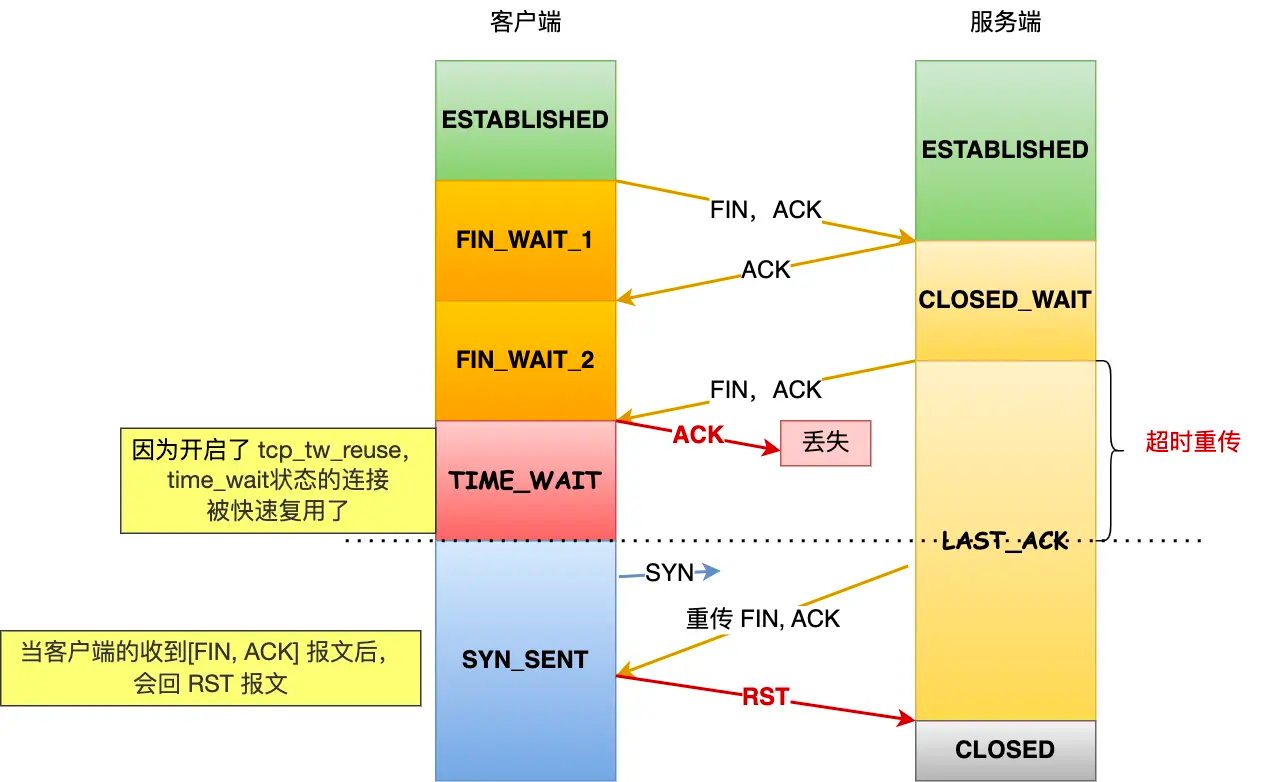 客户端
服务端
ESTABLISHED
ESTABLISHED
FIN，ACK
FIN_WAIT_1
ACK
CLOSED_WAIT
FIN_WAIT_2
FIN，ACK
ACK
丢失
超时重传
因为开启了 tcp_tw_reuse，
time_wait状态的连接
被快速复用了
TIME_WAIT
LAST_ACK
SYN
重传 FIN, ACK
当客户端的收到[FIN, ACK] 报文后，
会回 RST 报文
SYN_SENT
RST
CLOSED